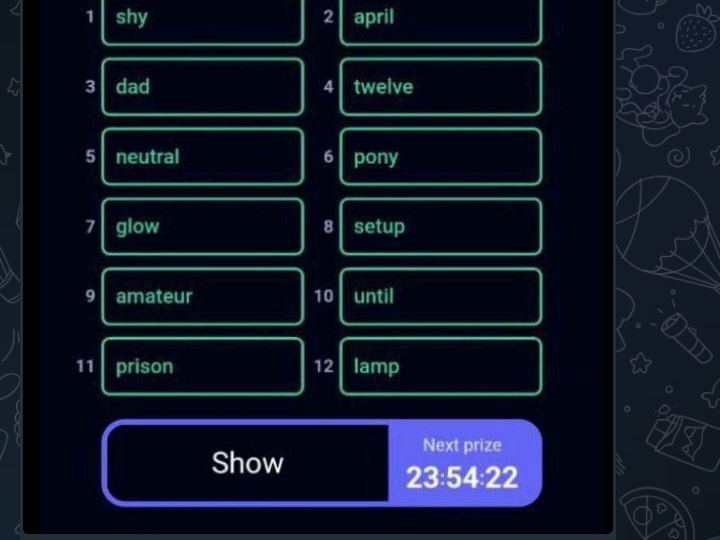 1 shy 2 april
3 dad 4 twelve
5 neutral 6 pony
7 glow 8 setup
9 amateur 10 until
11 prison 12 lamp
Show
Next prize
23:54:22